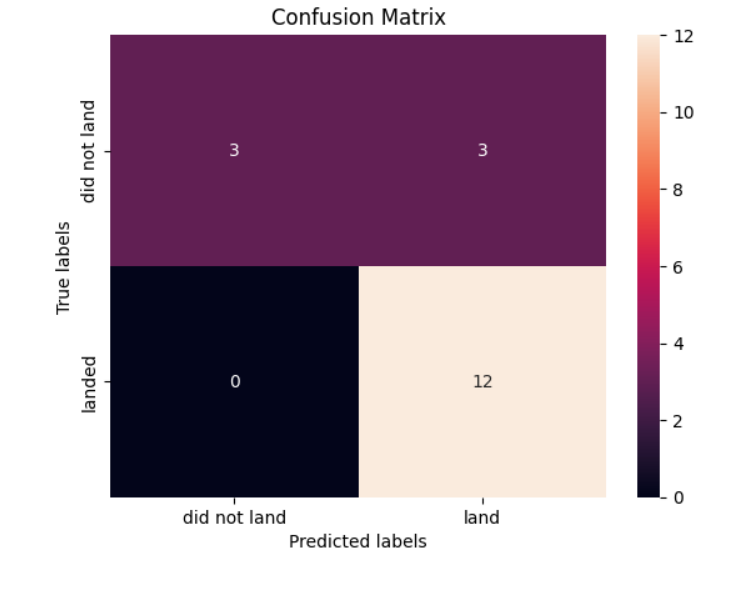 Confusion Matrix
did not land
landed
True labels
3
3
0
12
did not land
land
Predicted labels
12
10
8
6
4
2
0